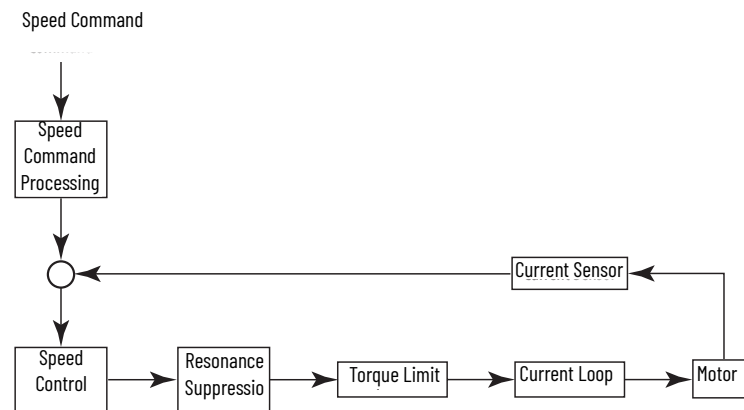 Speed Command
Speed
Command
Processing
Current Sensor
Speed
Control
Resonance
Suppressio
Torque Limit
Current Loop
Motor